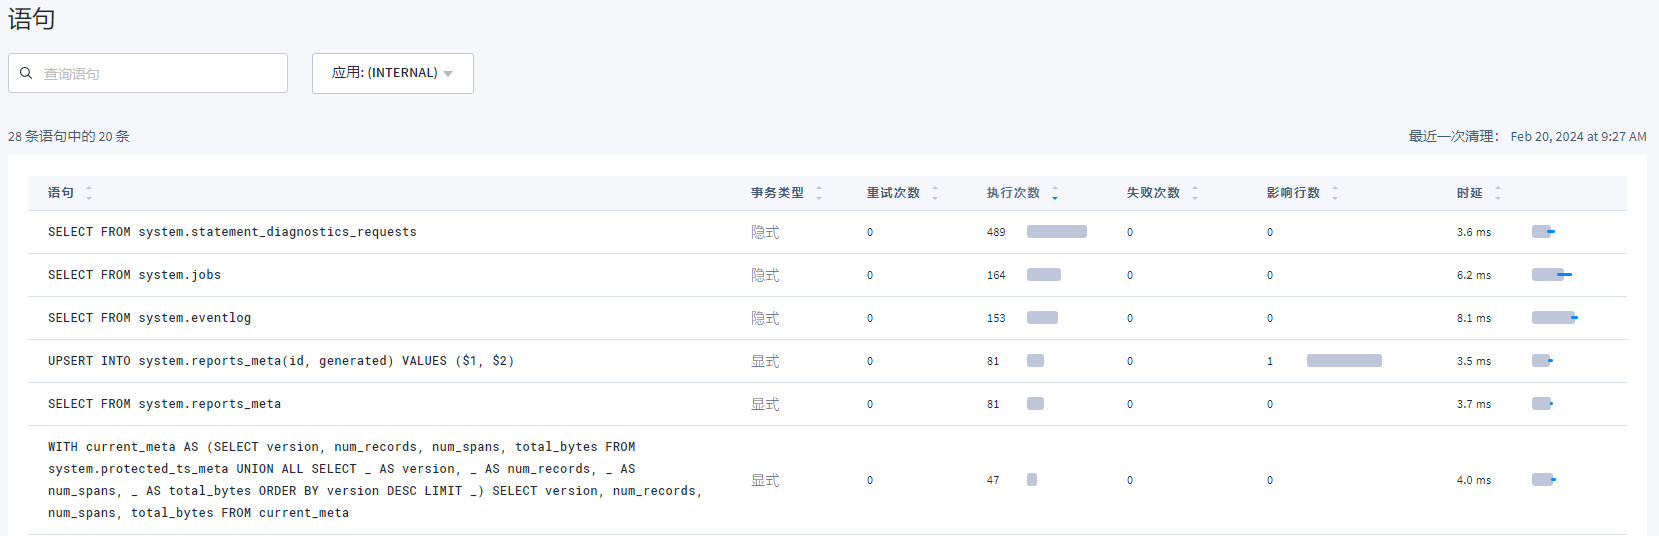 语句
查询语句
应用: (INTERNAL)
28 条语句中的 20 条
最近一次清理： Feb 20, 2024 at 9:27 AM
语句 事务类型 重试次数 执行次数 失败次数 影响行数 时延
SELECT FROM system.statement_diagnostics_requests 隐式 0 489 0 0 3.6 ms
SELECT FROM system.jobs 隐式 0 164 0 0 6.2 ms
SELECT FROM system.eventlog 隐式 0 153 0 0 8.1 ms
UPSERT INTO system.reports_meta(id, generated) VALUES ($1, $2) 显式 0 81 0 1 3.5 ms
SELECT FROM system.reports_meta 显式 0 81 0 0 3.7 ms
WITH current_meta AS (SELECT version, num_records, num_spans, total_bytes FROM
system.protected_ts_meta UNION ALL SELECT _ AS version, _ AS num_records, _ AS
num_spans, _ AS total_bytes ORDER BY version DESC LIMIT _) SELECT version, num_records,
num_spans, total_bytes FROM current_meta
显式 0 47 0 0 4.0 ms